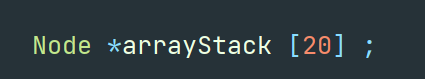 Node *arrayStack [20] ;